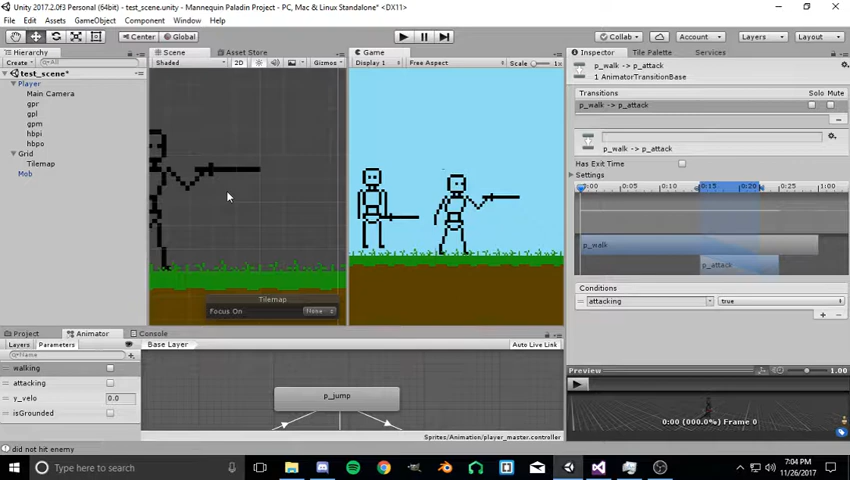 Unity 2017.2.0f3 (64bit) - test_scene.unity - Mannequin Paladin Project - PC, Mac & Linux Standalone* <DX11>
File Edit Assets GameObject Component Window Help
Center Global Collab Account Layers Layout
Hierarchy
Create All
test_scene*
Player
Main Camera
gpr
gpl
gpm
hbpi
hbpo
Grid
Tilemap
Mob
Scene Asset Store
Shaded 2D Gizmos
Tilemap
Focus On None
Game
Display 1 Free Aspect Scale 1
Inspector Tile Palette Services
p_walk -> p_attack
1 AnimatorTransitionBase
Transitions Solo Mute
p_walk -> p_attack
p_walk -> p_attack
Has Exit Time
Settings
0:00 0:05 0:10 0:15 0:20 0:25 1:00
p_walk
p_attack
Conditions
attacking true
Preview 1.00
0:00 (000.0%) Frame 0
Project Animator Console
Layers Parameters Base Layer Auto Live Link
Name
walking
attacking
y_velo 0.0
isGrounded
p_jump
Sprites/Animation/player_master.controller
did not hit enemy
Type here to search
7:04 PM
11/26/2017